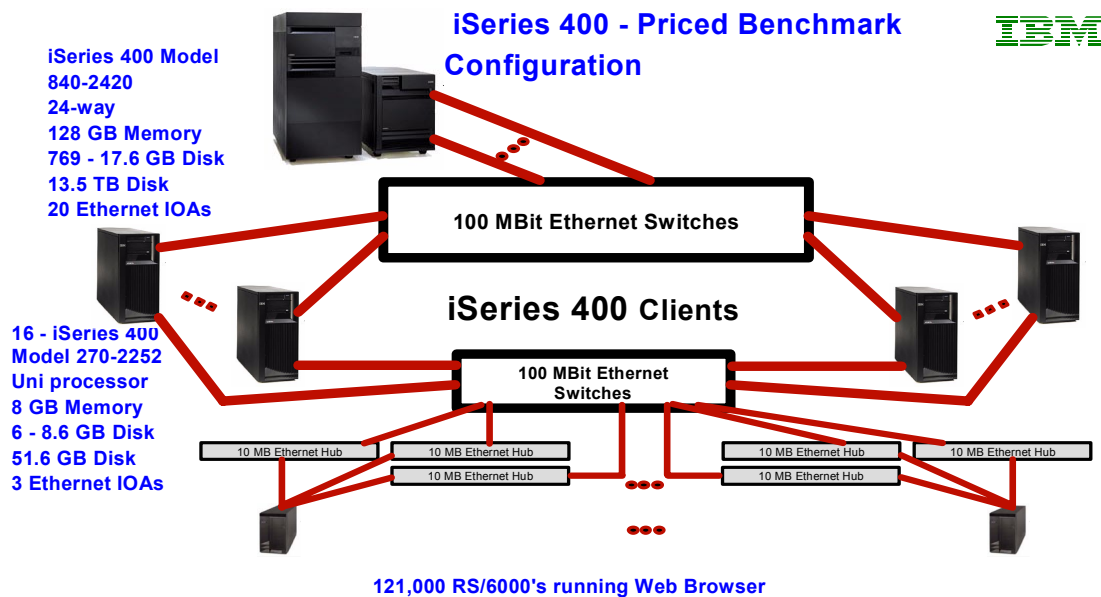 iSeries 400 - Priced Benchmark
Configuration
IBM
iSeries 400 Model
840-2420
24-way
128 GB Memory
769 - 17.6 GB Disk
13.5 TB Disk
20 Ethernet IOAs
100 MBit Ethernet Switches
iSeries 400 Clients
16 - iSeries 400
Model 270-2252
Uni processor
8 GB Memory
6 - 8.6 GB Disk
51.6 GB Disk
3 Ethernet IOAs
100 MBit Ethernet
Switches
10 MB Ethernet Hub
10 MB Ethernet Hub
10 MB Ethernet Hub
10 MB Ethernet Hub
10 MB Ethernet Hub
10 MB Ethernet Hub
121,000 RS/6000's running Web Browser